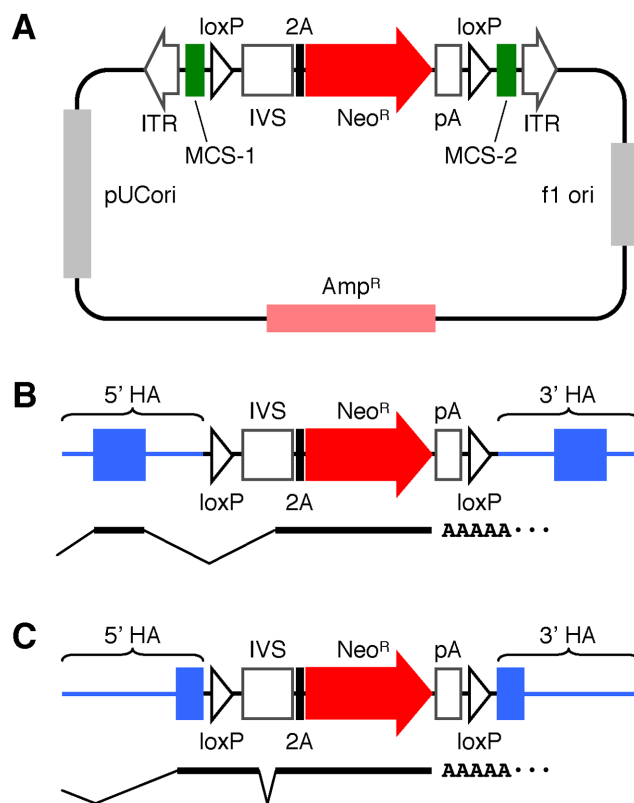 A
loxP 2A loxP
ITR IVS Neoᴿ pA ITR
MCS-1 MCS-2
pUCori f1 ori
Ampᴿ
B
5’ HA IVS Neoᴿ pA 3’ HA
loxP 2A loxP
AAAAA···
C
5’ HA IVS Neoᴿ pA 3’ HA
loxP 2A loxP
AAAAA···